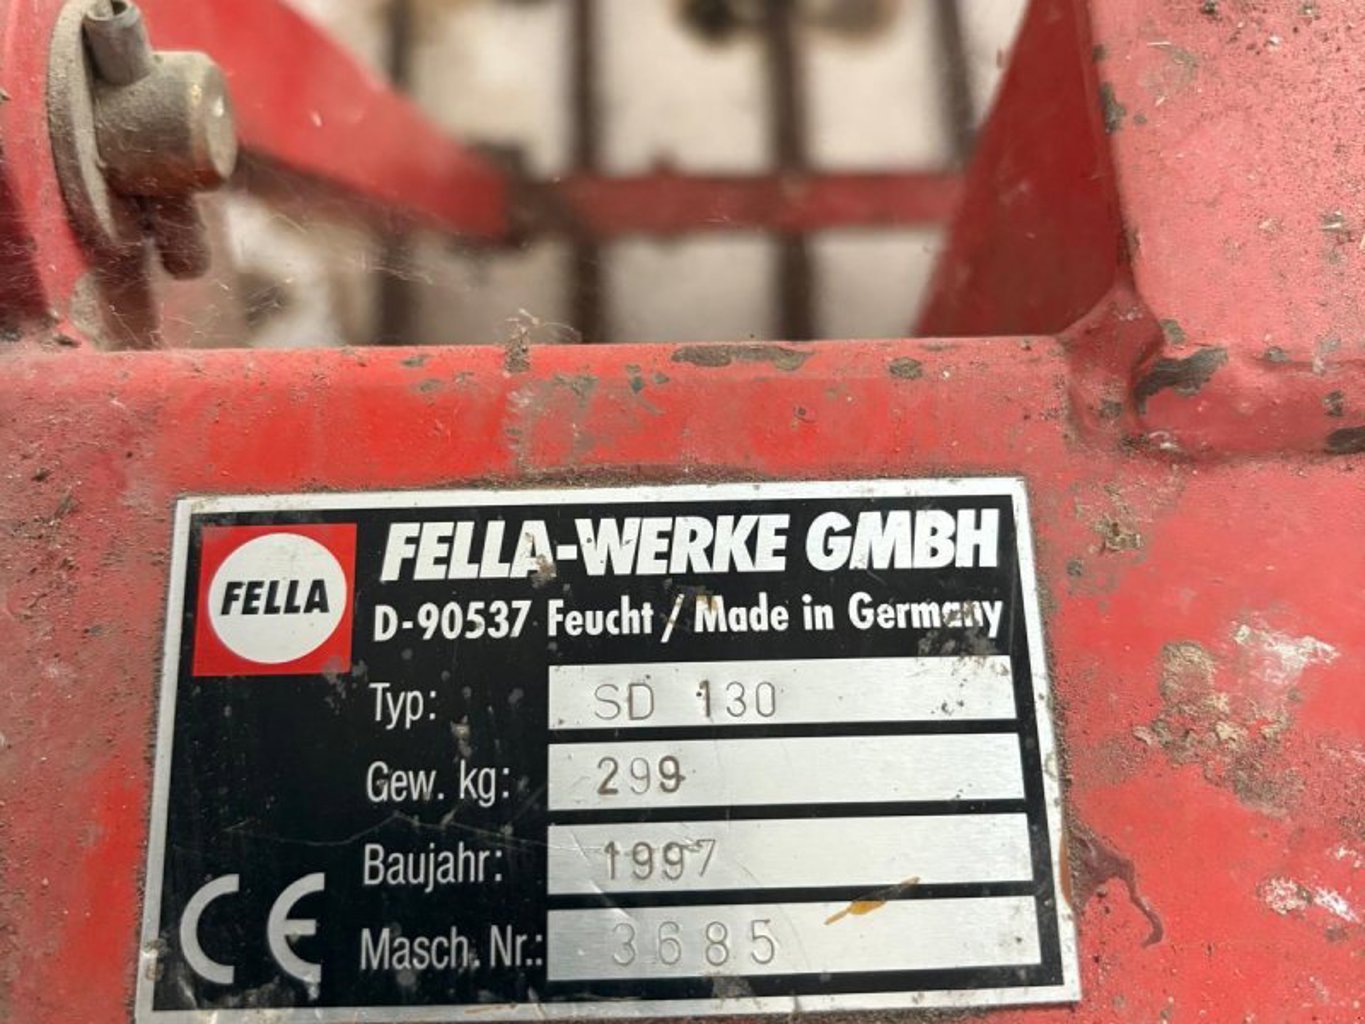 FELLA
FELLA-WERKE GMBH
D-90537 Feucht / Made in Germany
Typ: SD 130
Gew. kg: 299
Baujahr: 1997
Masch. Nr.: 3685
CE